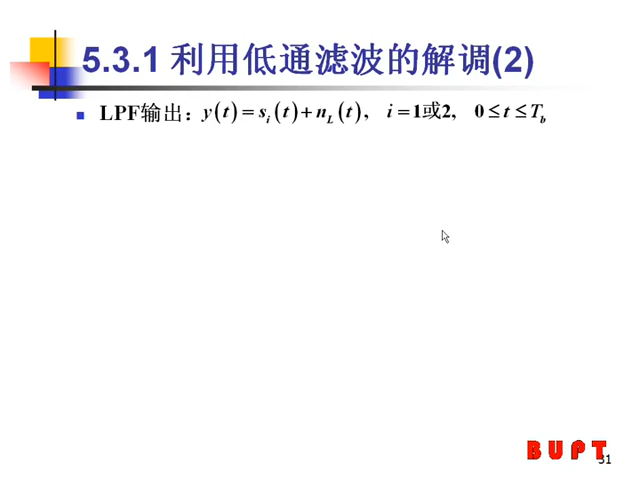 5.3.1 利用低通滤波的解调(2)
LPF输出：y(t) = s_i(t) + n_L(t),  i = 1或2,  0 ≤ t ≤ T_b
BUPT
31